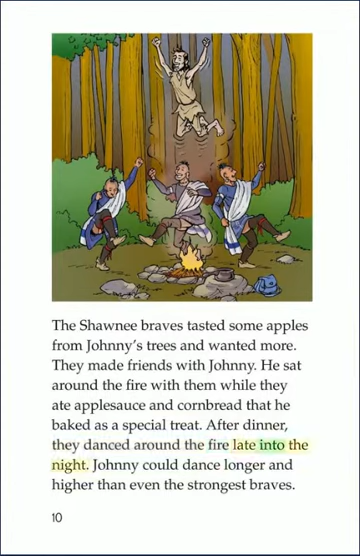 The Shawnee braves tasted some apples
from Johnny's trees and wanted more.
They made friends with Johnny. He sat
around the fire with them while they
ate applesauce and cornbread that he
baked as a special treat. After dinner,
they danced around the fire late into the
night. Johnny could dance longer and
higher than even the strongest braves.
10